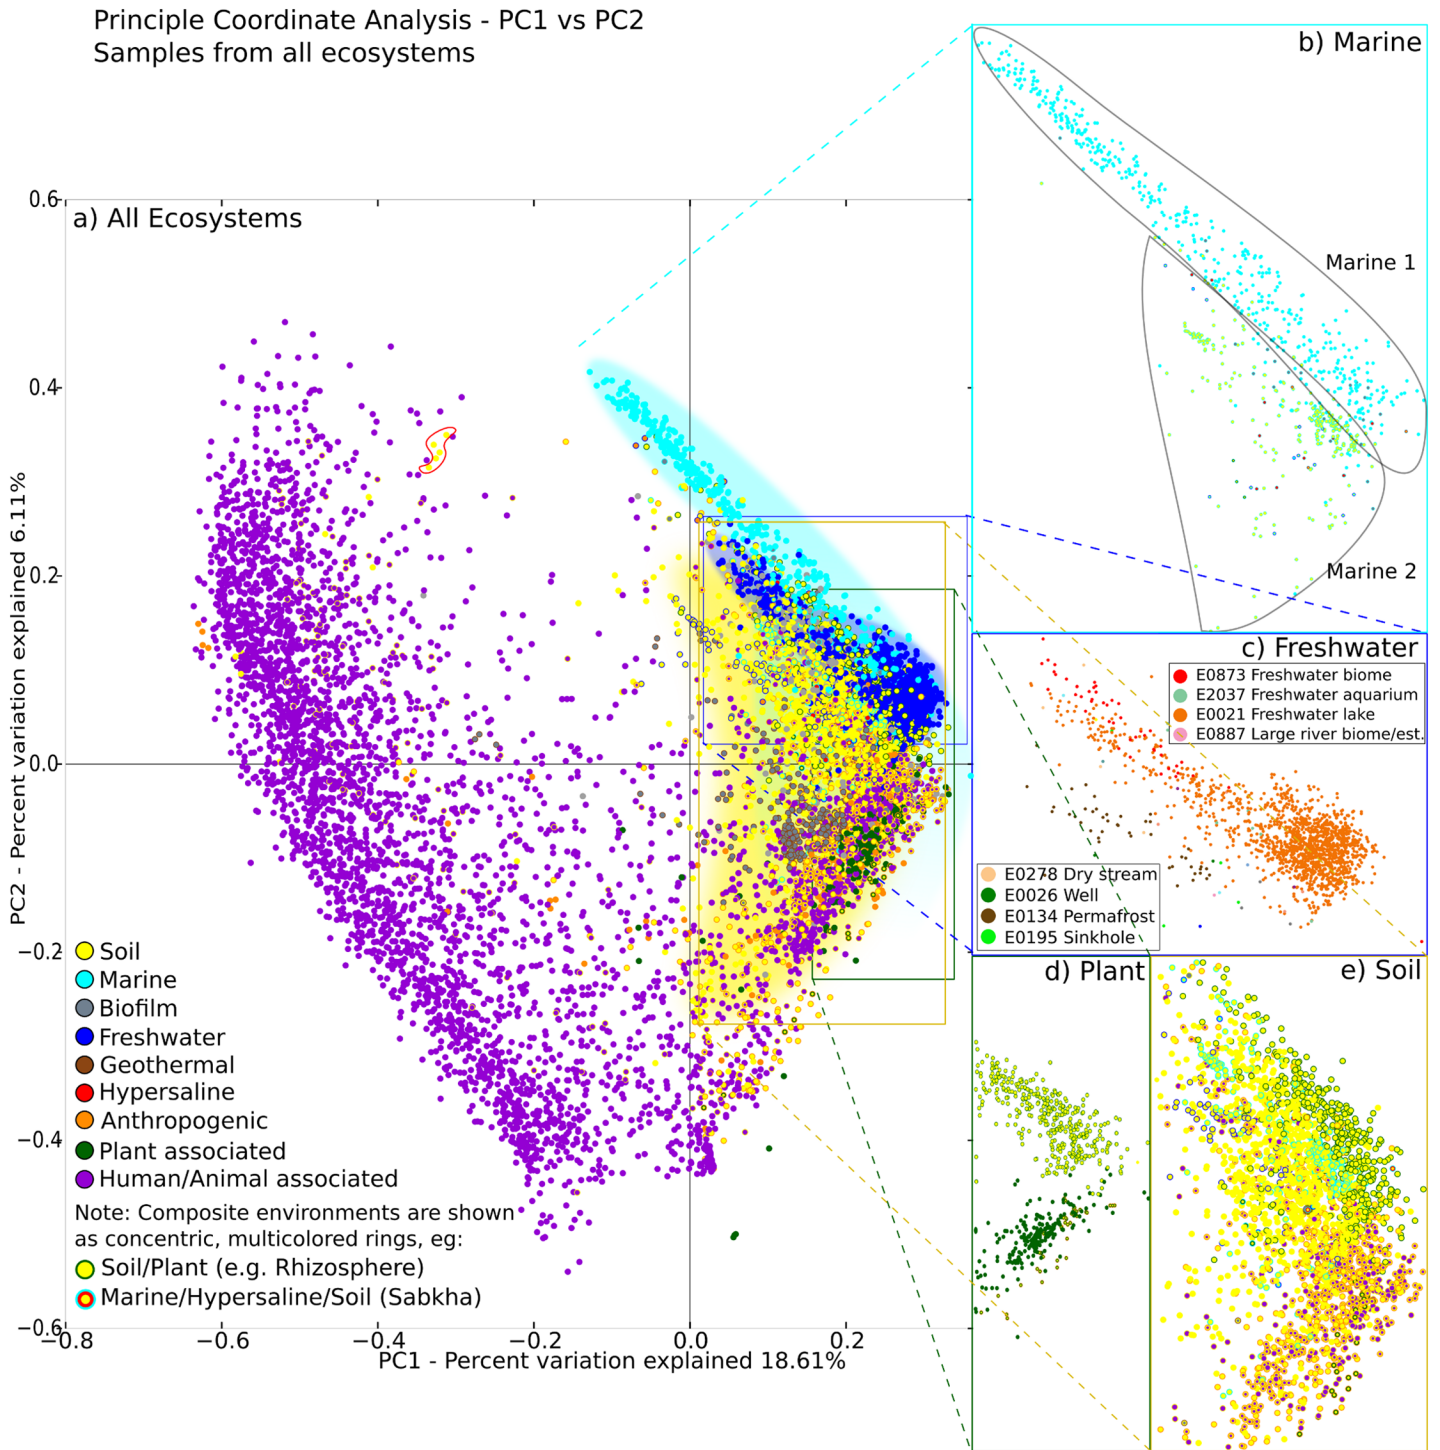 Principle Coordinate Analysis - PC1 vs PC2
Samples from all ecosystems
a) All Ecosystems
0.6
0.4
0.2
0.0
−0.2
−0.4
−0.6
PC2 - Percent variation explained 6.11%
Soil
Marine
Biofilm
Freshwater
Geothermal
Hypersaline
Anthropogenic
Plant associated
Human/Animal associated
Note: Composite environments are shown
as concentric, multicolored rings, eg:
Soil/Plant (e.g. Rhizosphere)
Marine/Hypersaline/Soil (Sabkha)
−0.8 −0.6 −0.4 −0.2 0.0 0.2
PC1 - Percent variation explained 18.61%
b) Marine
Marine 1
Marine 2
c) Freshwater
E0873 Freshwater biome
E2037 Freshwater aquarium
E0021 Freshwater lake
E0887 Large river biome/est.
E0278 Dry stream
E0026 Well
E0134 Permafrost
E0195 Sinkhole
d) Plant
e) Soil